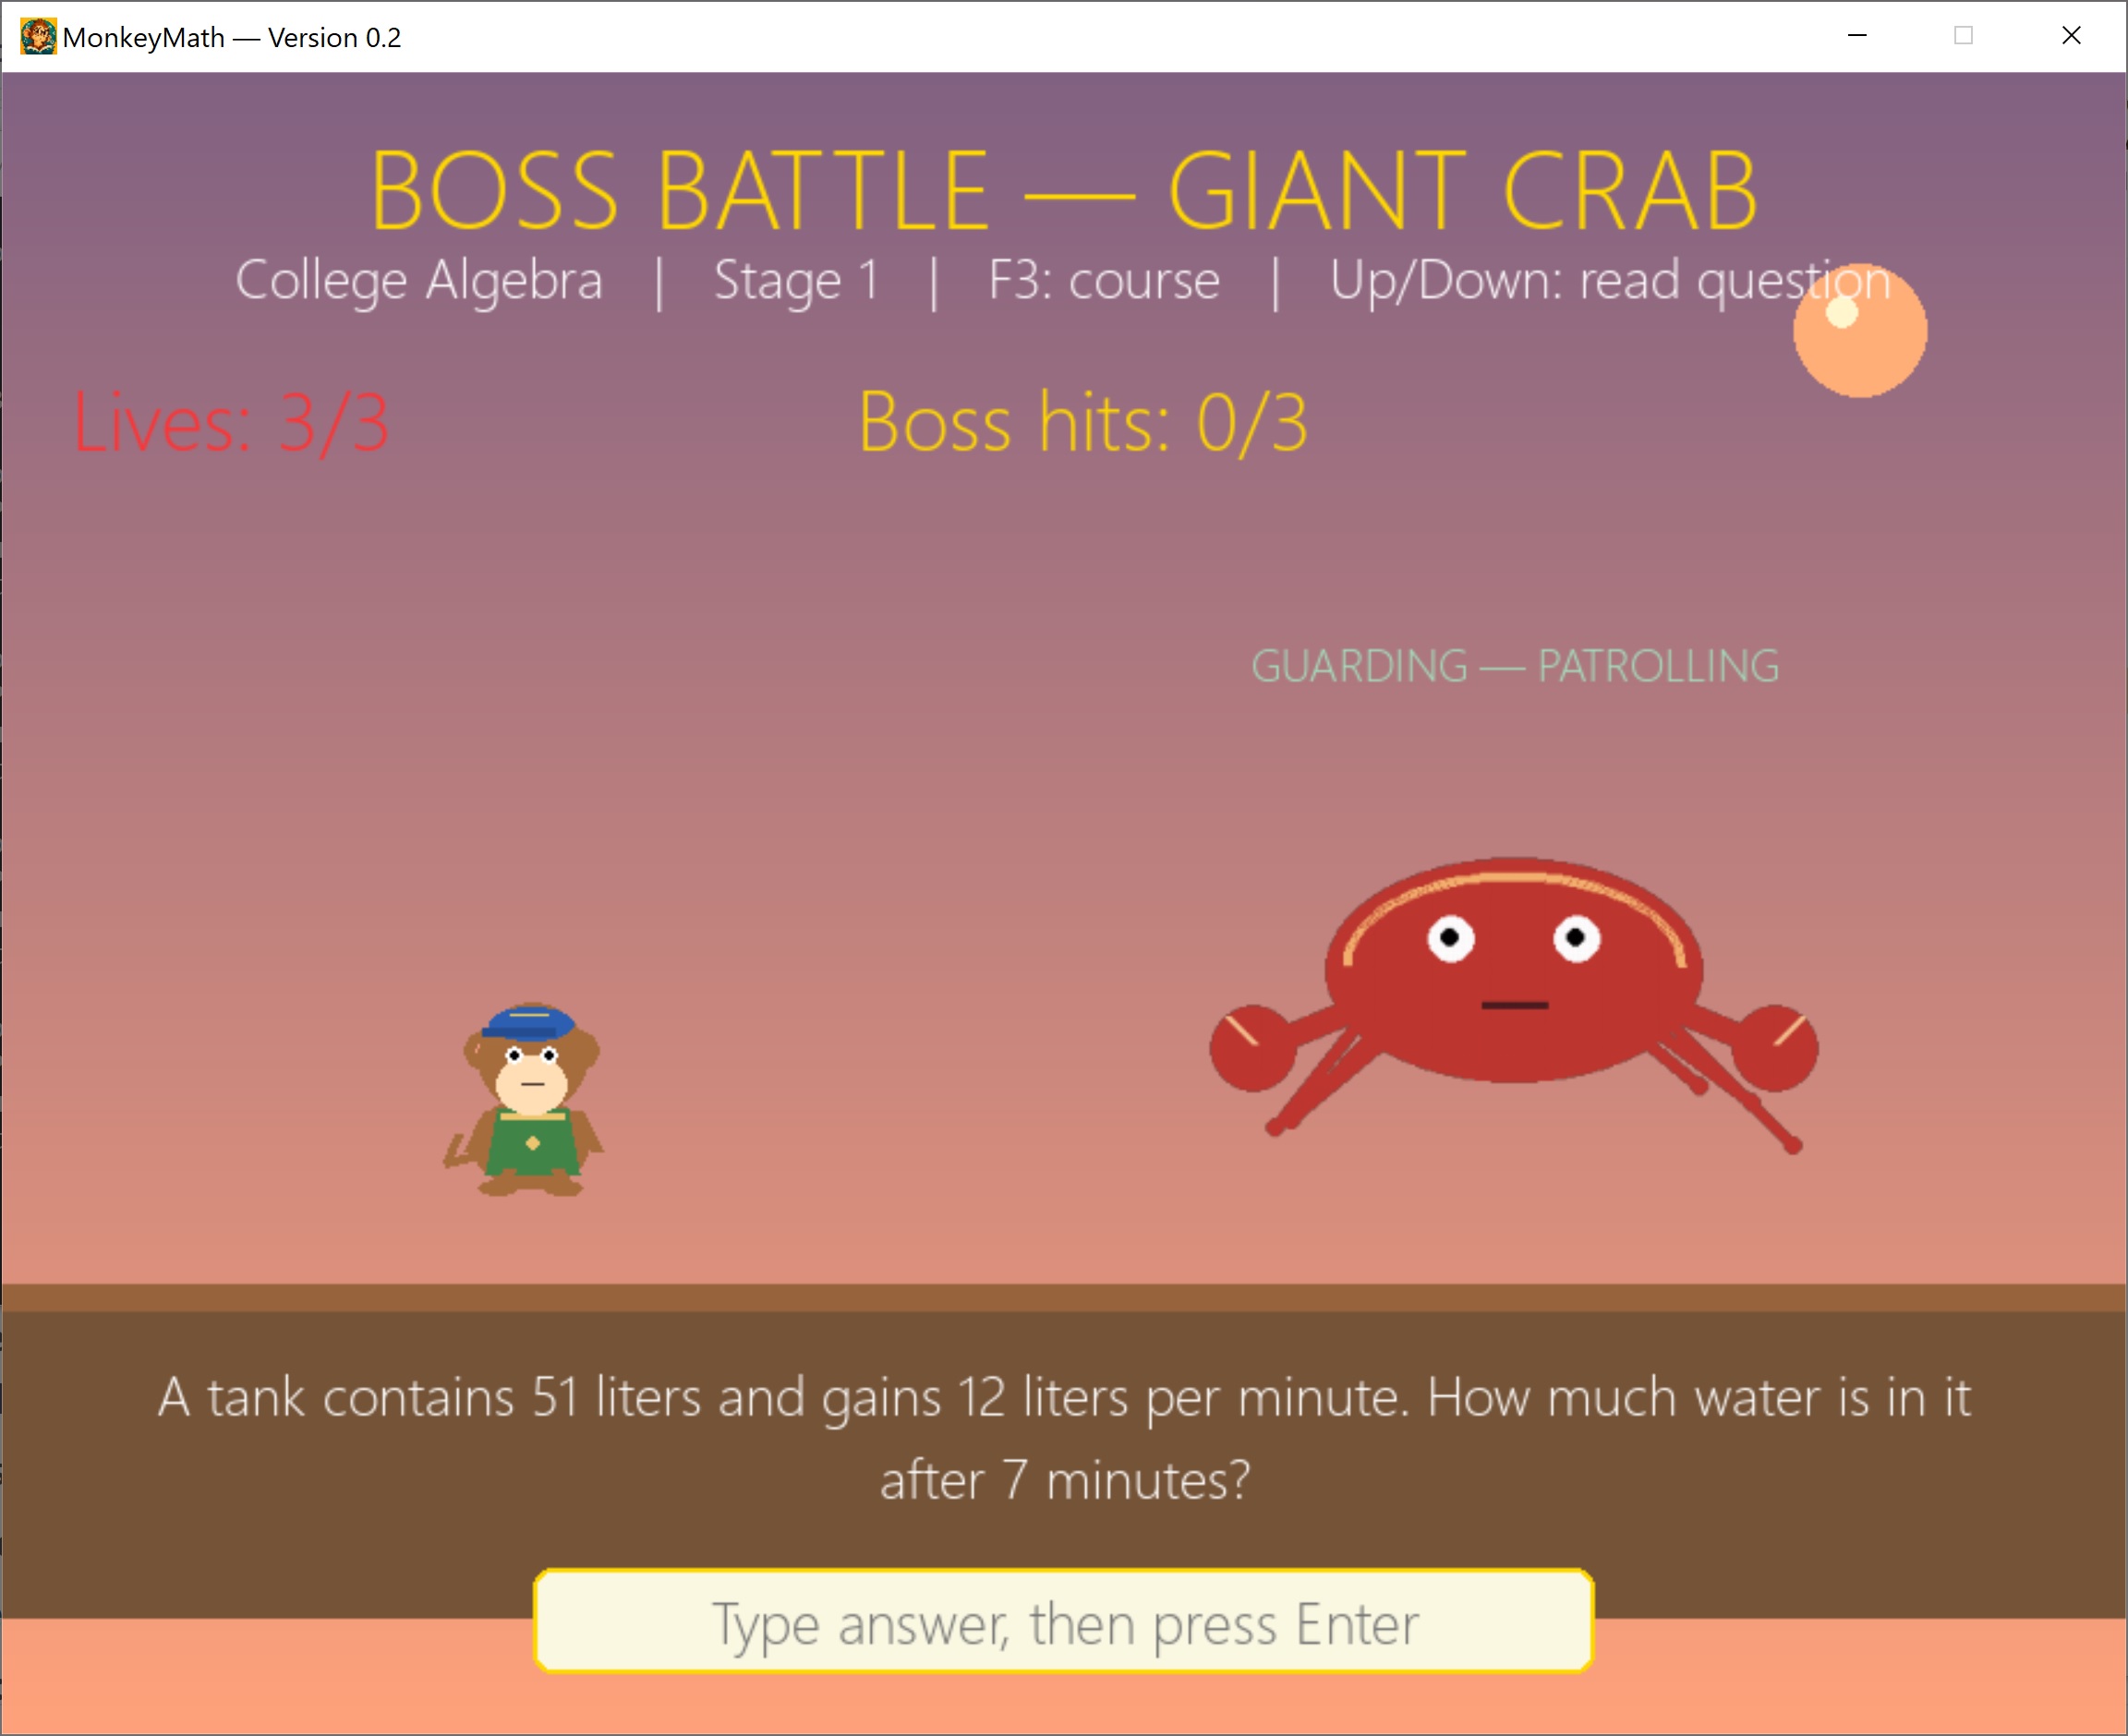 MonkeyMath — Version 0.2
BOSS BATTLE — GIANT CRAB
College Algebra | Stage 1 | F3: course | Up/Down: read question
Lives: 3/3
Boss hits: 0/3
GUARDING — PATROLLING
A tank contains 51 liters and gains 12 liters per minute. How much water is in it
after 7 minutes?
Type answer, then press Enter